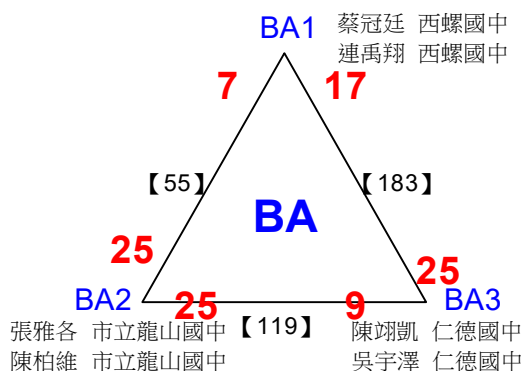 BA1 蔡冠廷 西螺國中
連禹翔 西螺國中
7 17
【55】 【183】
BA
25 25
BA2 25 9 BA3
張雅各 市立龍山國中 【119】 陳翊凱 仁德國中
陳柏維 市立龍山國中 吳宇澤 仁德國中